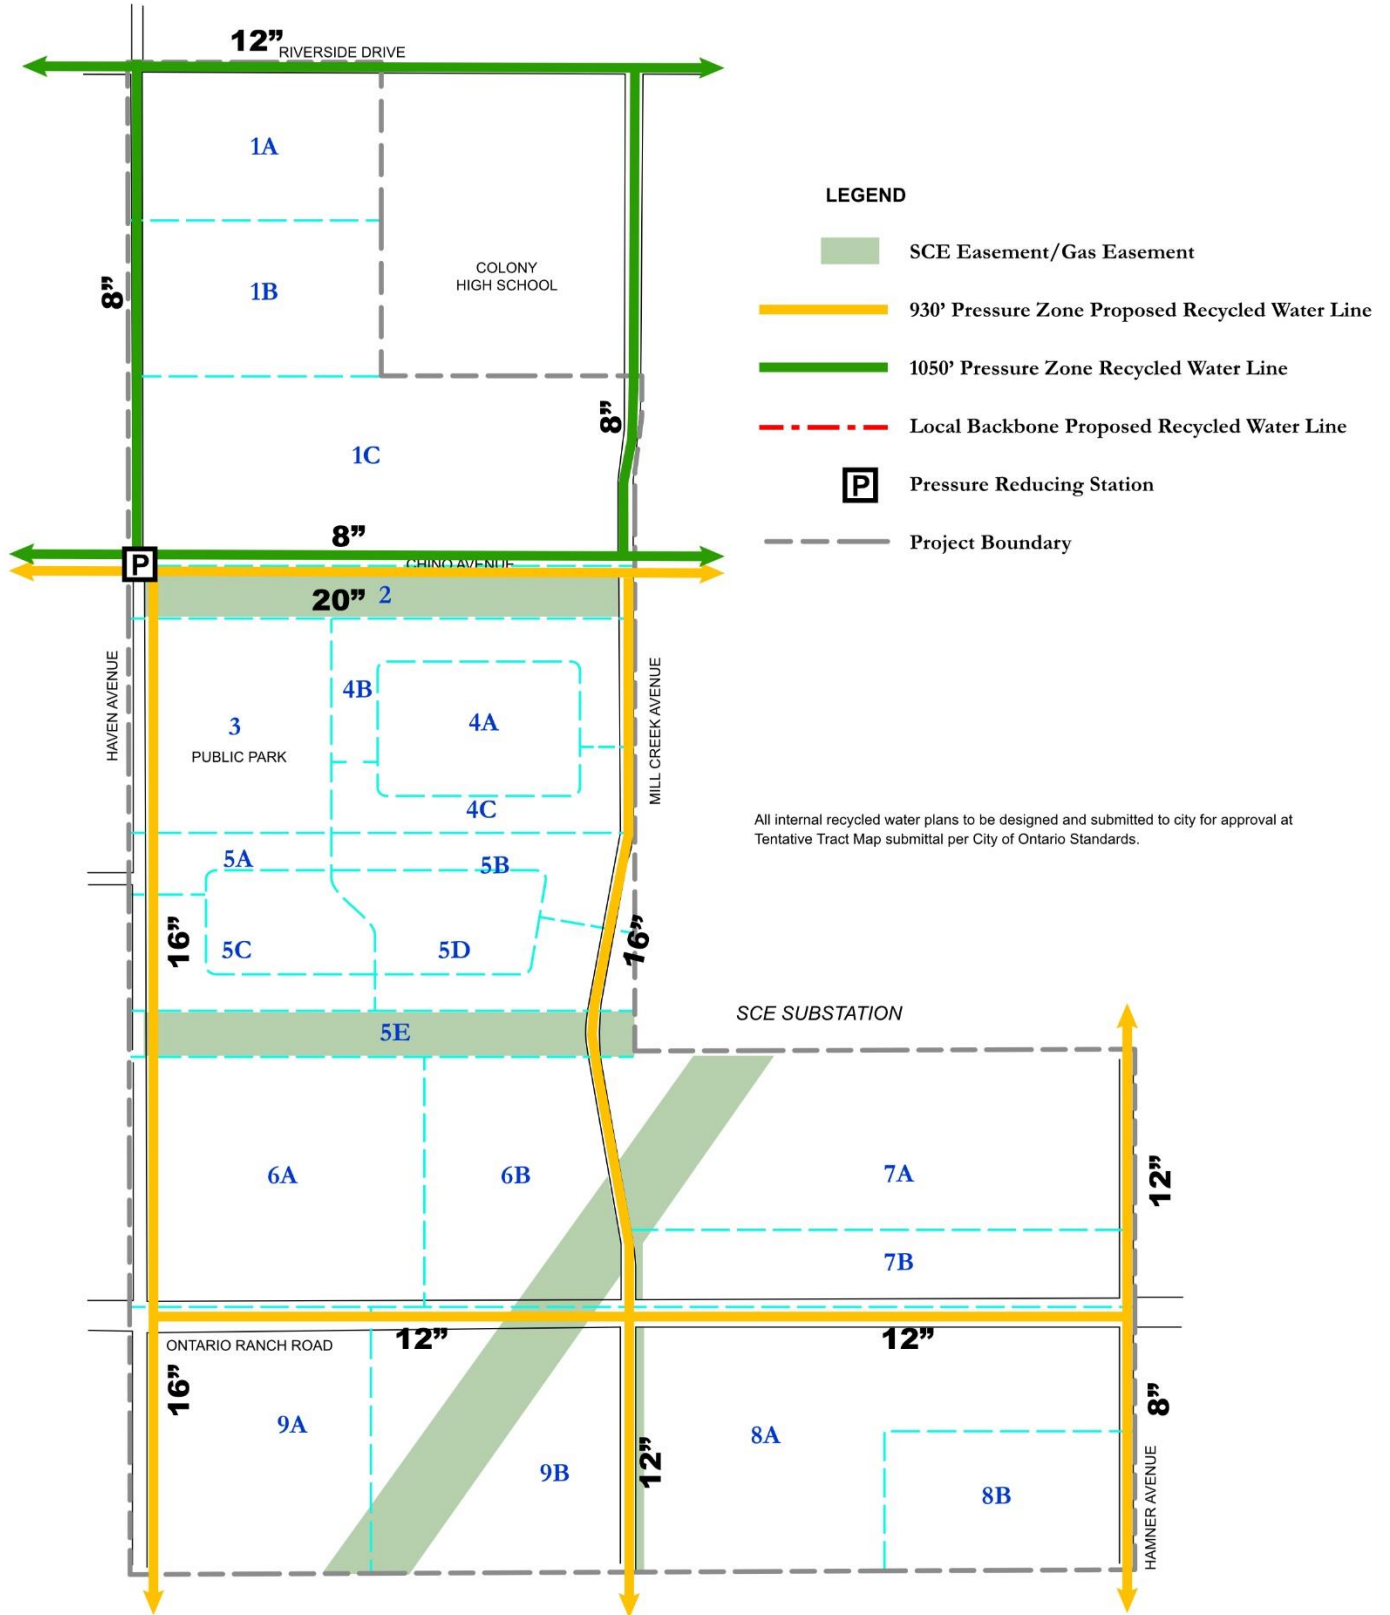 12”
RIVERSIDE DRIVE
1A
LEGEND
SCE Easement/Gas Easement
COLONY
HIGH SCHOOL
8”
1B
930’ Pressure Zone Proposed Recycled Water Line
1050’ Pressure Zone Recycled Water Line
8”
Local Backbone Proposed Recycled Water Line
1C
P
Pressure Reducing Station
8”
Project Boundary
P
CHINO AVENUE
20”
2
HAVEN AVENUE
MILL CREEK AVENUE
4B
3
4A
PUBLIC PARK
4C
All internal recycled water plans to be designed and submitted to city for approval at
Tentative Tract Map submittal per City of Ontario Standards.
5A
5B
16”
5C
5D
16”
SCE SUBSTATION
5E
6A
6B
7A
12”
7B
ONTARIO RANCH ROAD
12”
12”
16”
8”
9A
8A
9B
12”
8B
HAMNER AVENUE